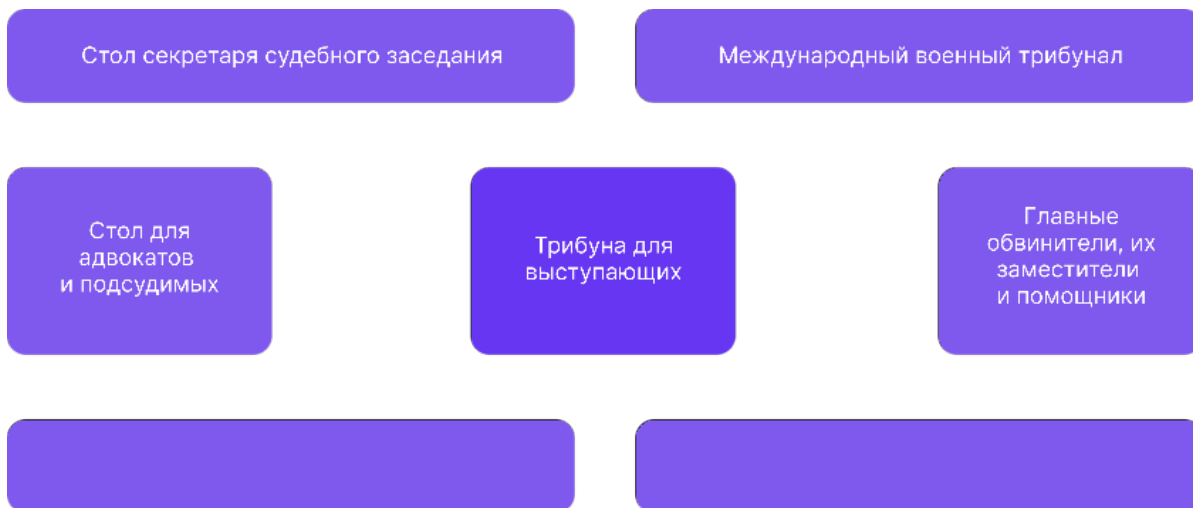 Стол секретаря судебного заседания
Международный военный трибунал
Стол для
адвокатов
и подсудимых
Трибуна для
выступающих
Главные
обвинители, их
заместители
и помощники